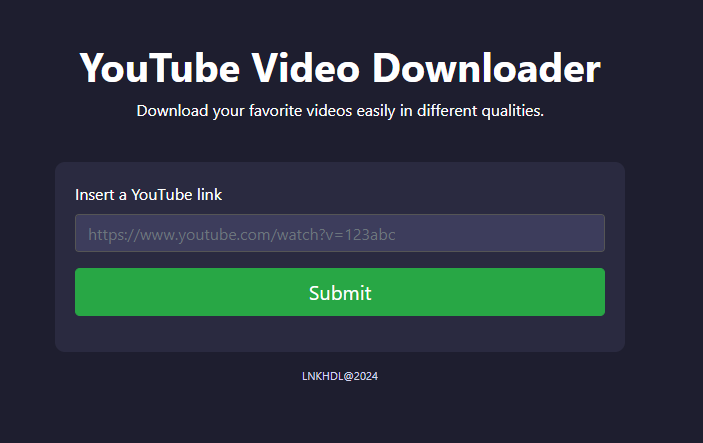 YouTube Video Downloader
Download your favorite videos easily in different qualities.
Insert a YouTube link
https://www.youtube.com/watch?v=123abc
Submit
LNKHDL@2024